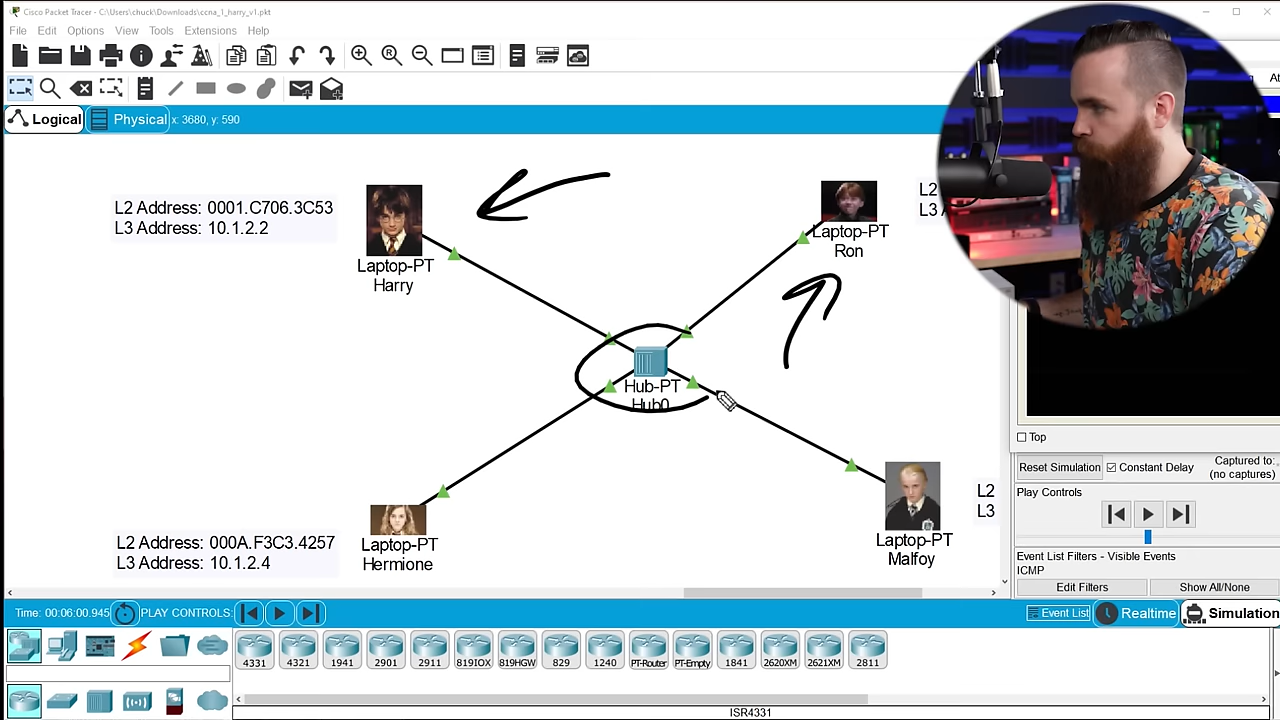 Cisco Packet Tracer - C:\Users\chuck\Downloads\ccna_1_harry_v1.pkt
File Edit Options View Tools Extensions Help
Logical Physical x: 3680, y: 590
L2 Address: 0001.C706.3C53
L3 Address: 10.1.2.2
Laptop-PT
Harry
Laptop-PT
Ron
L2
L3
Hub-PT
Hub0
L2 Address: 000A.F3C3.4257
L3 Address: 10.1.2.4
Laptop-PT
Hermione
Laptop-PT
Malfoy
L2
L3
Top
Reset Simulation Constant Delay Captured to:
(no captures)
Play Controls
Event List Filters - Visible Events
ICMP
Edit Filters Show All/None
Time: 00:06:00.945 PLAY CONTROLS: Event List Realtime Simulation
4331 4321 1941 2901 2911 819IOX 819HGW 829 1240 PT-Router PT-Empty 1841 2620XM 2621XM 2811
ISR4331